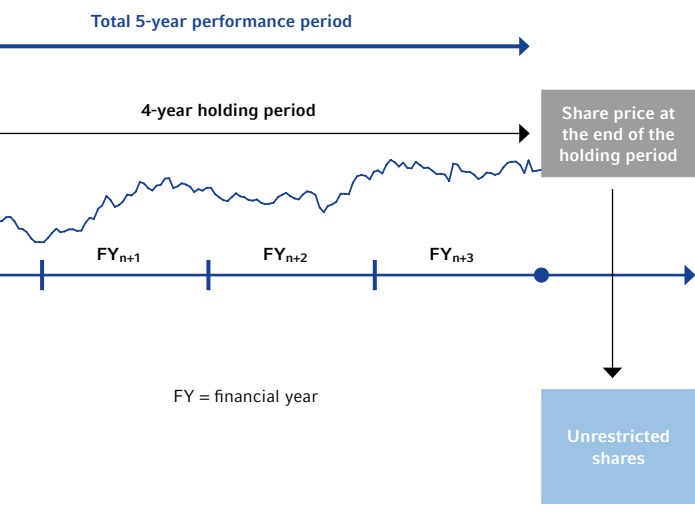 Total 5-year performance period
4-year holding period
Share price at
the end of the
holding period
FYn+1
FYn+2
FYn+3
FY = financial year
Unrestricted
shares